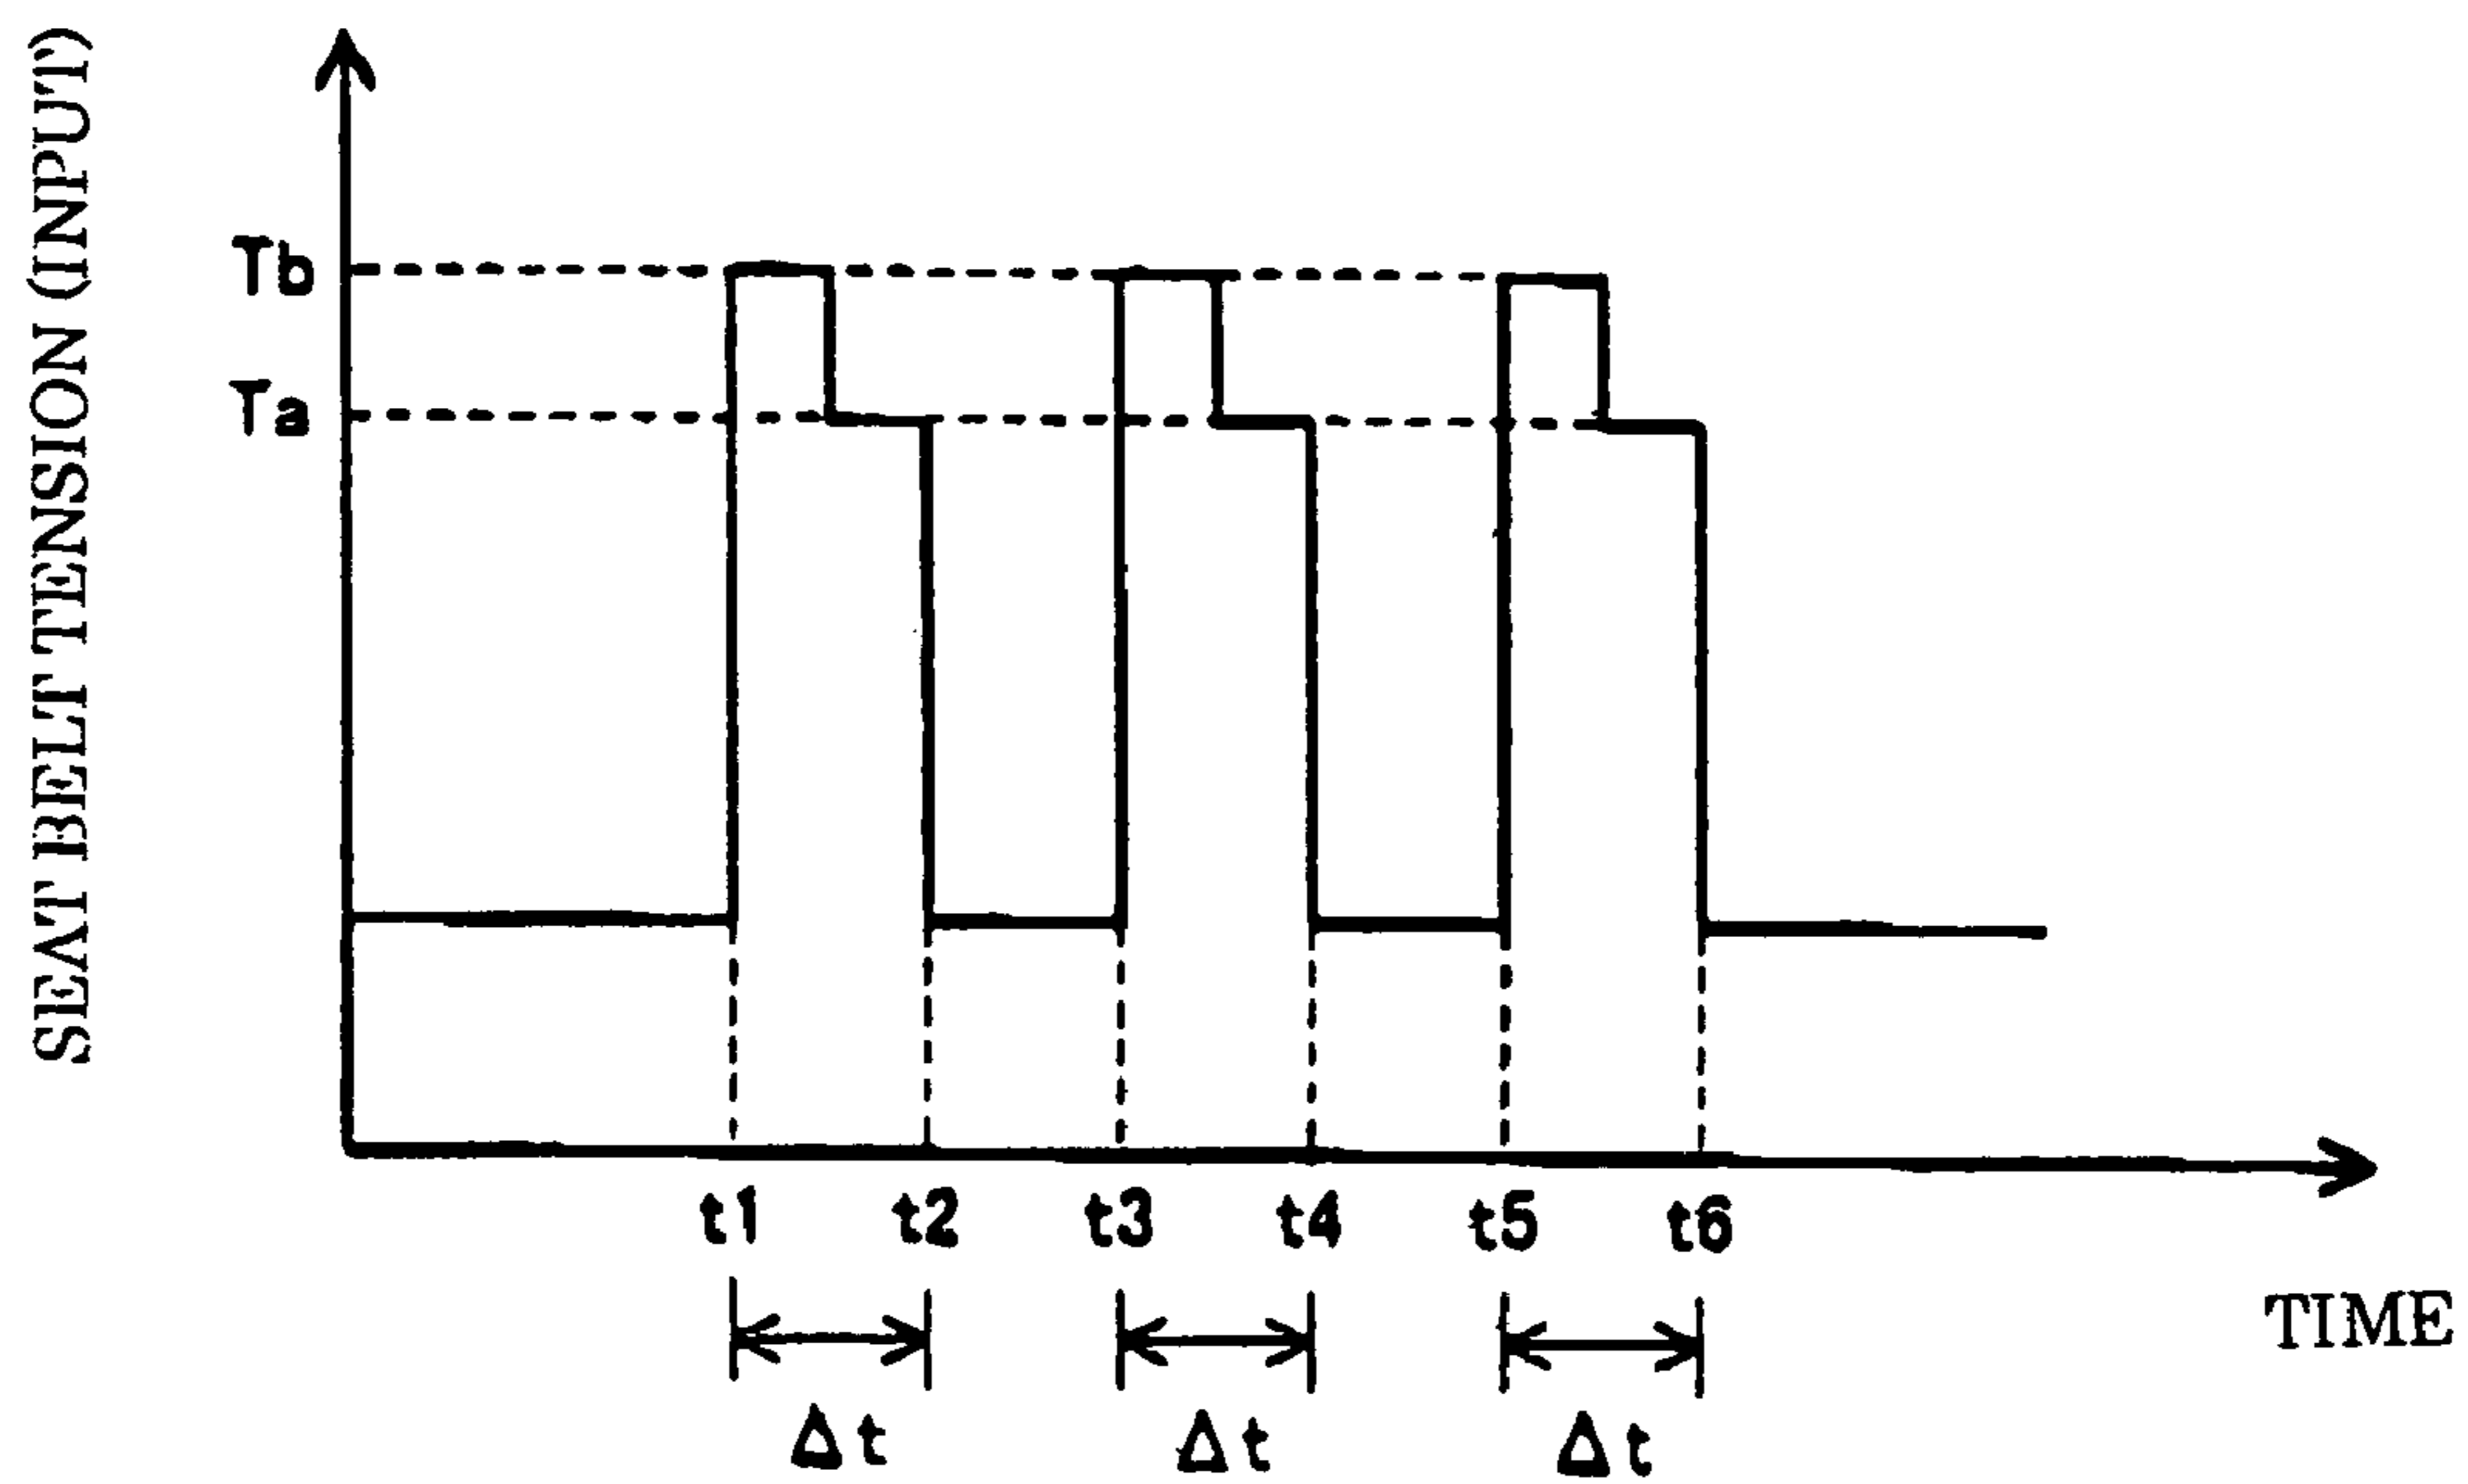 SEAT BELT TENSION (INPUT)
Tb
Ta
t1 t2 t3 t4 t5 t6
TIME
Δt Δt Δt